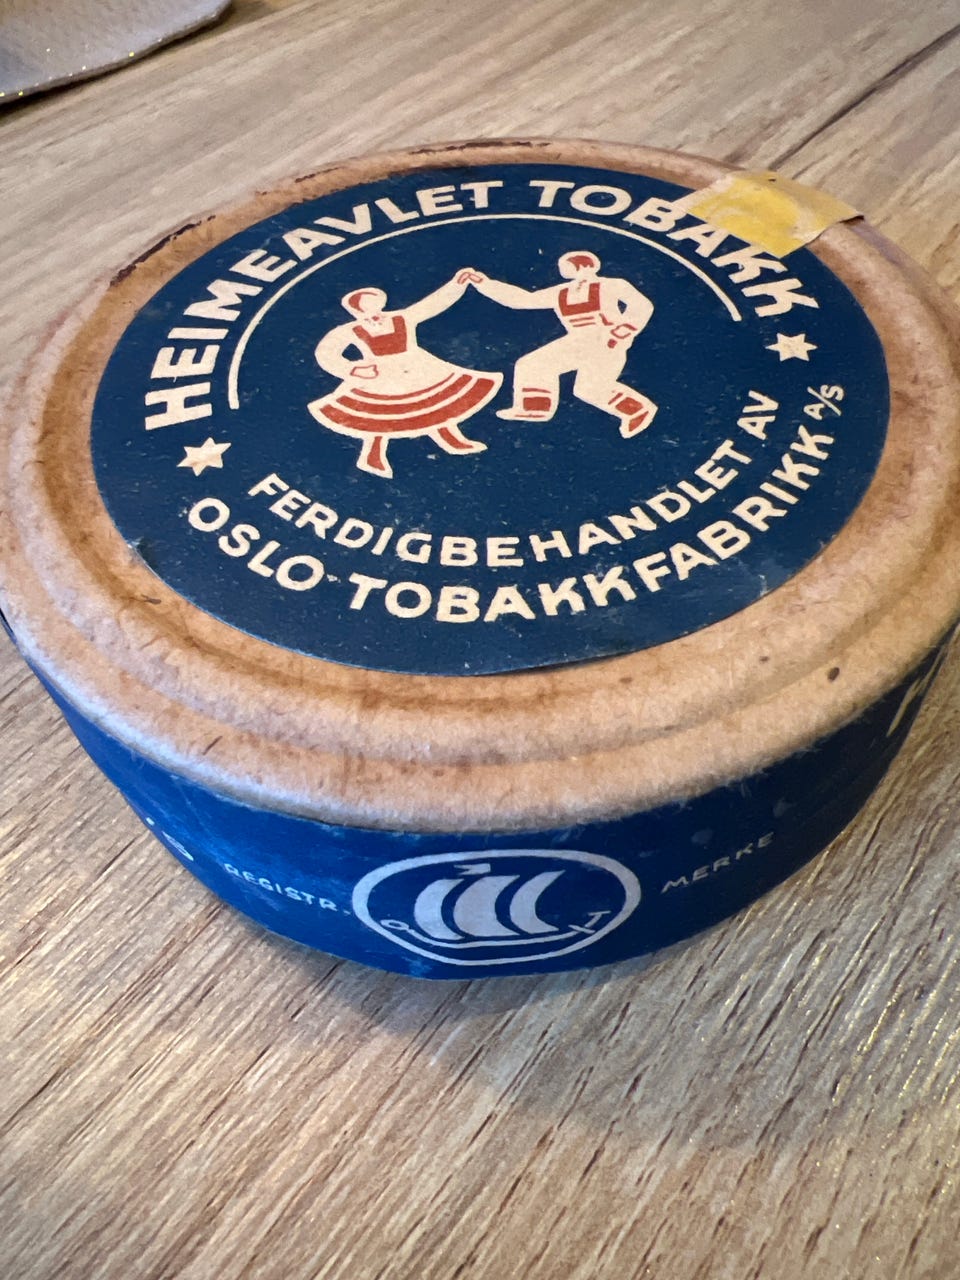 HEIMEAVLET TOBAKK
FERDIGBEHANDLET AV
OSLO TOBAKKFABRIKK A/S
REGISTR.
O T
MERKE